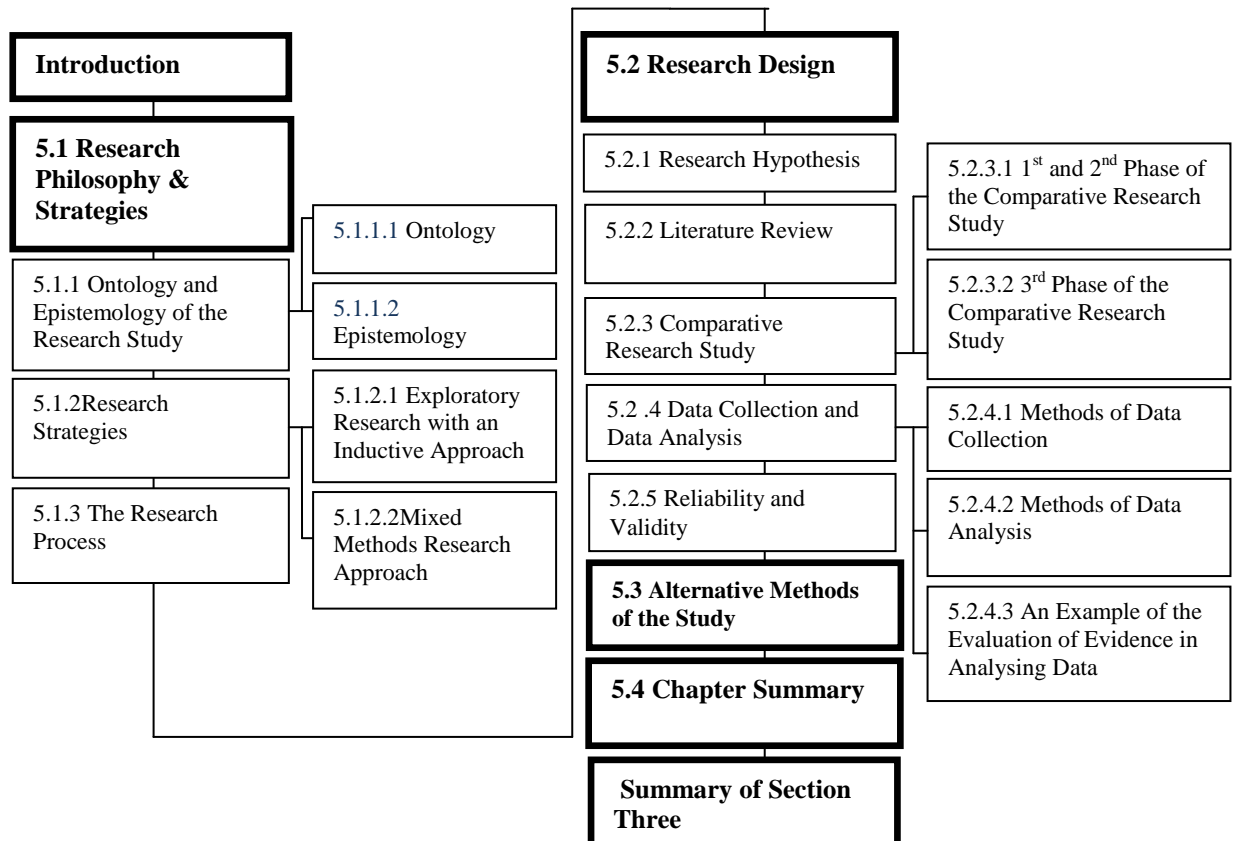 Introduction
5.1 Research
Philosophy &
Strategies
5.1.1 Ontology and
Epistemology of the
Research Study
5.1.1.1 Ontology
5.1.1.2
Epistemology
5.1.2Research
Strategies
5.1.2.1 Exploratory
Research with an
Inductive Approach
5.1.2.2Mixed
Methods Research
Approach
5.1.3 The Research
Process
5.2 Research Design
5.2.1 Research Hypothesis
5.2.2 Literature Review
5.2.3 Comparative
Research Study
5.2.3.1 1st and 2nd Phase of
the Comparative Research
Study
5.2.3.2 3rd Phase of the
Comparative Research
Study
5.2 .4 Data Collection and
Data Analysis
5.2.4.1 Methods of Data
Collection
5.2.4.2 Methods of Data
Analysis
5.2.4.3 An Example of the
Evaluation of Evidence in
Analysing Data
5.2.5 Reliability and
Validity
5.3 Alternative Methods
of the Study
5.4 Chapter Summary
Summary of Section
Three